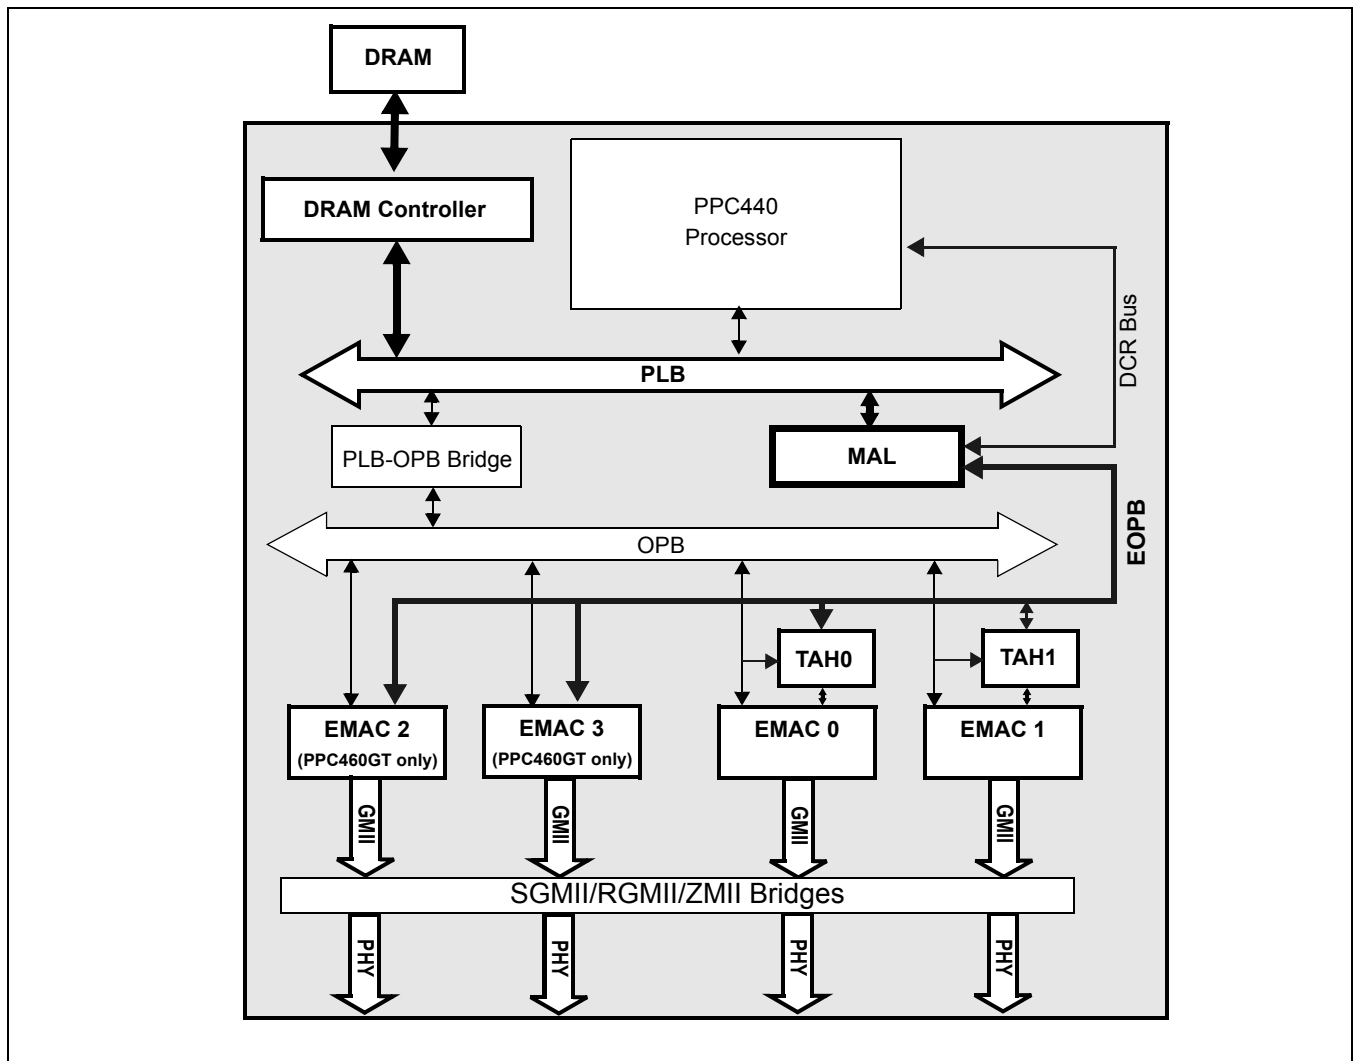 DRAM
DRAM Controller
PPC440
Processor
DCR Bus
PLB
PLB-OPB Bridge
MAL
EOPB
OPB
TAH0
TAH1
EMAC 2
(PPC460GT only)
EMAC 3
(PPC460GT only)
EMAC 0
EMAC 1
GMII
GMII
GMII
GMII
SGMII/RGMII/ZMII Bridges
PHY
PHY
PHY
PHY